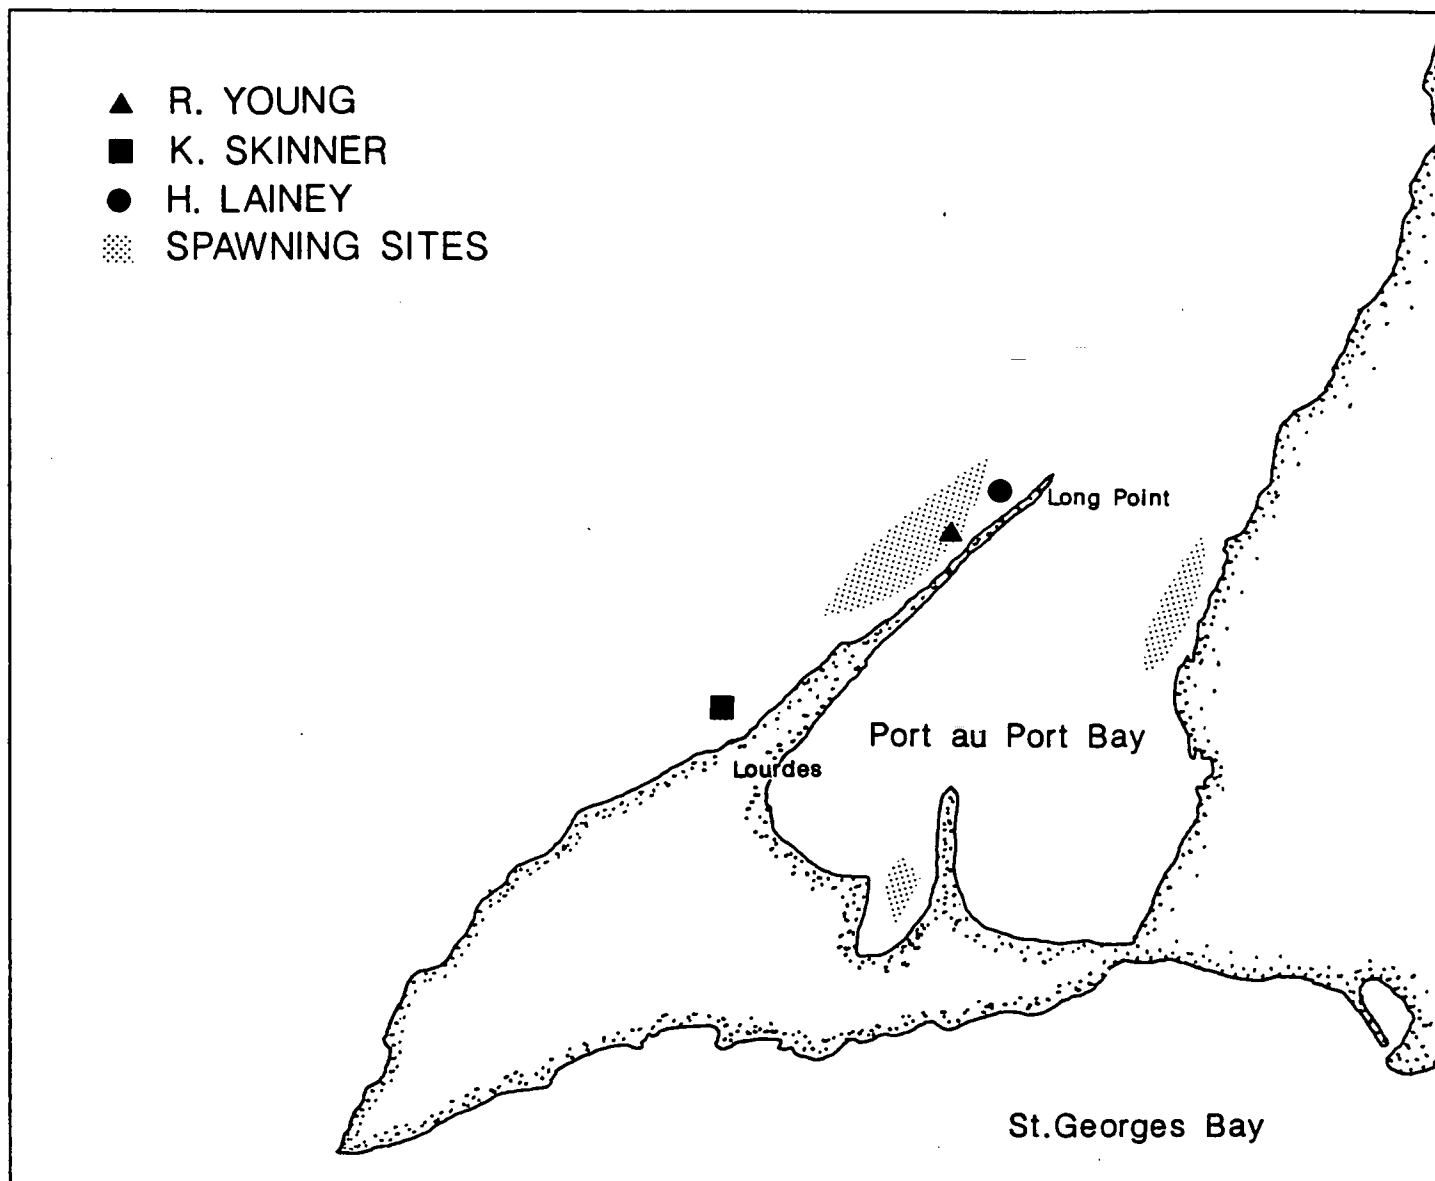 R. YOUNG
K. SKINNER
H. LAINEY
SPAWNING SITES
Long Point
Port au Port Bay
Lourdes
St.Georges Bay